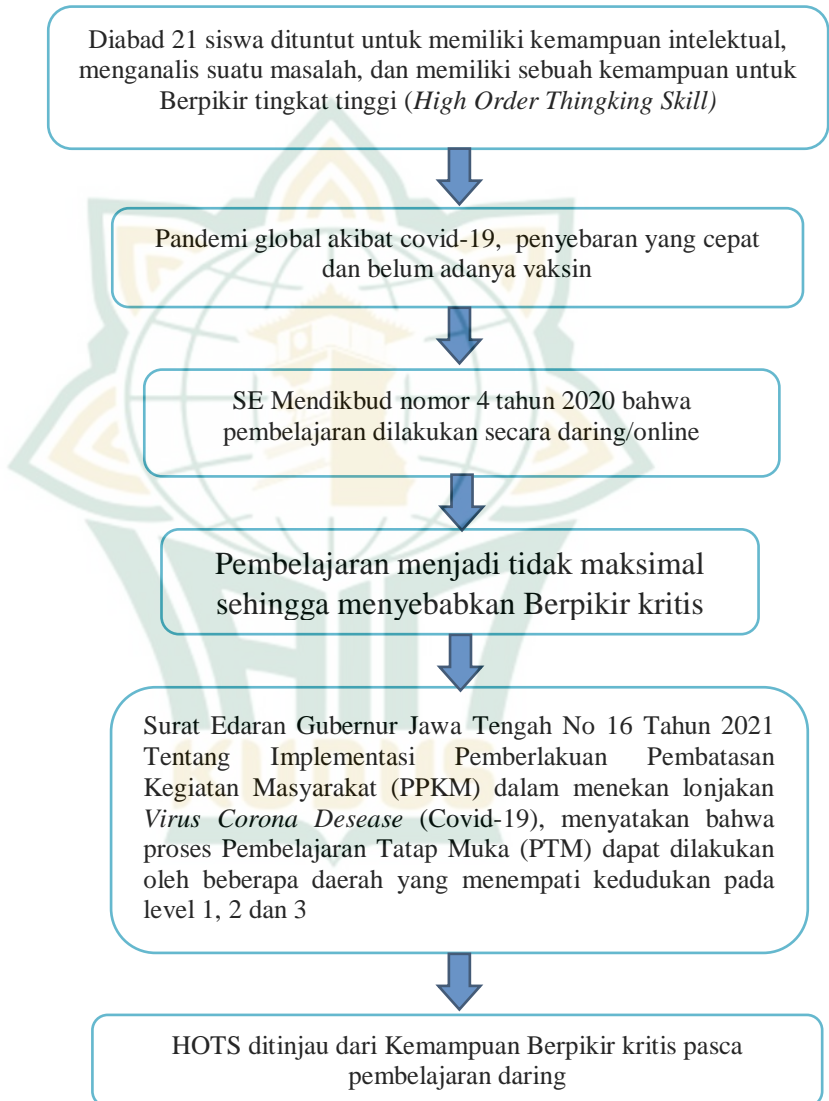 Diabad 21 siswa dituntut untuk memiliki kemampuan intelektual,
menganalis suatu masalah, dan memiliki sebuah kemampuan untuk
Berpikir tingkat tinggi (High Order Thingking Skill)
Pandemi global akibat covid-19, penyebaran yang cepat
dan belum adanya vaksin
SE Mendikbud nomor 4 tahun 2020 bahwa
pembelajaran dilakukan secara daring/online
Pembelajaran menjadi tidak maksimal
sehingga menyebabkan Berpikir kritis
Surat Edaran Gubernur Jawa Tengah No 16 Tahun 2021
Tentang Implementasi Pemberlakuan Pembatasan
Kegiatan Masyarakat (PPKM) dalam menekan lonjakan
Virus Corona Desease (Covid-19), menyatakan bahwa
proses Pembelajaran Tatap Muka (PTM) dapat dilakukan
oleh beberapa daerah yang menempati kedudukan pada
level 1, 2 dan 3
KUDUS
HOTS ditinjau dari Kemampuan Berpikir kritis pasca
pembelajaran daring